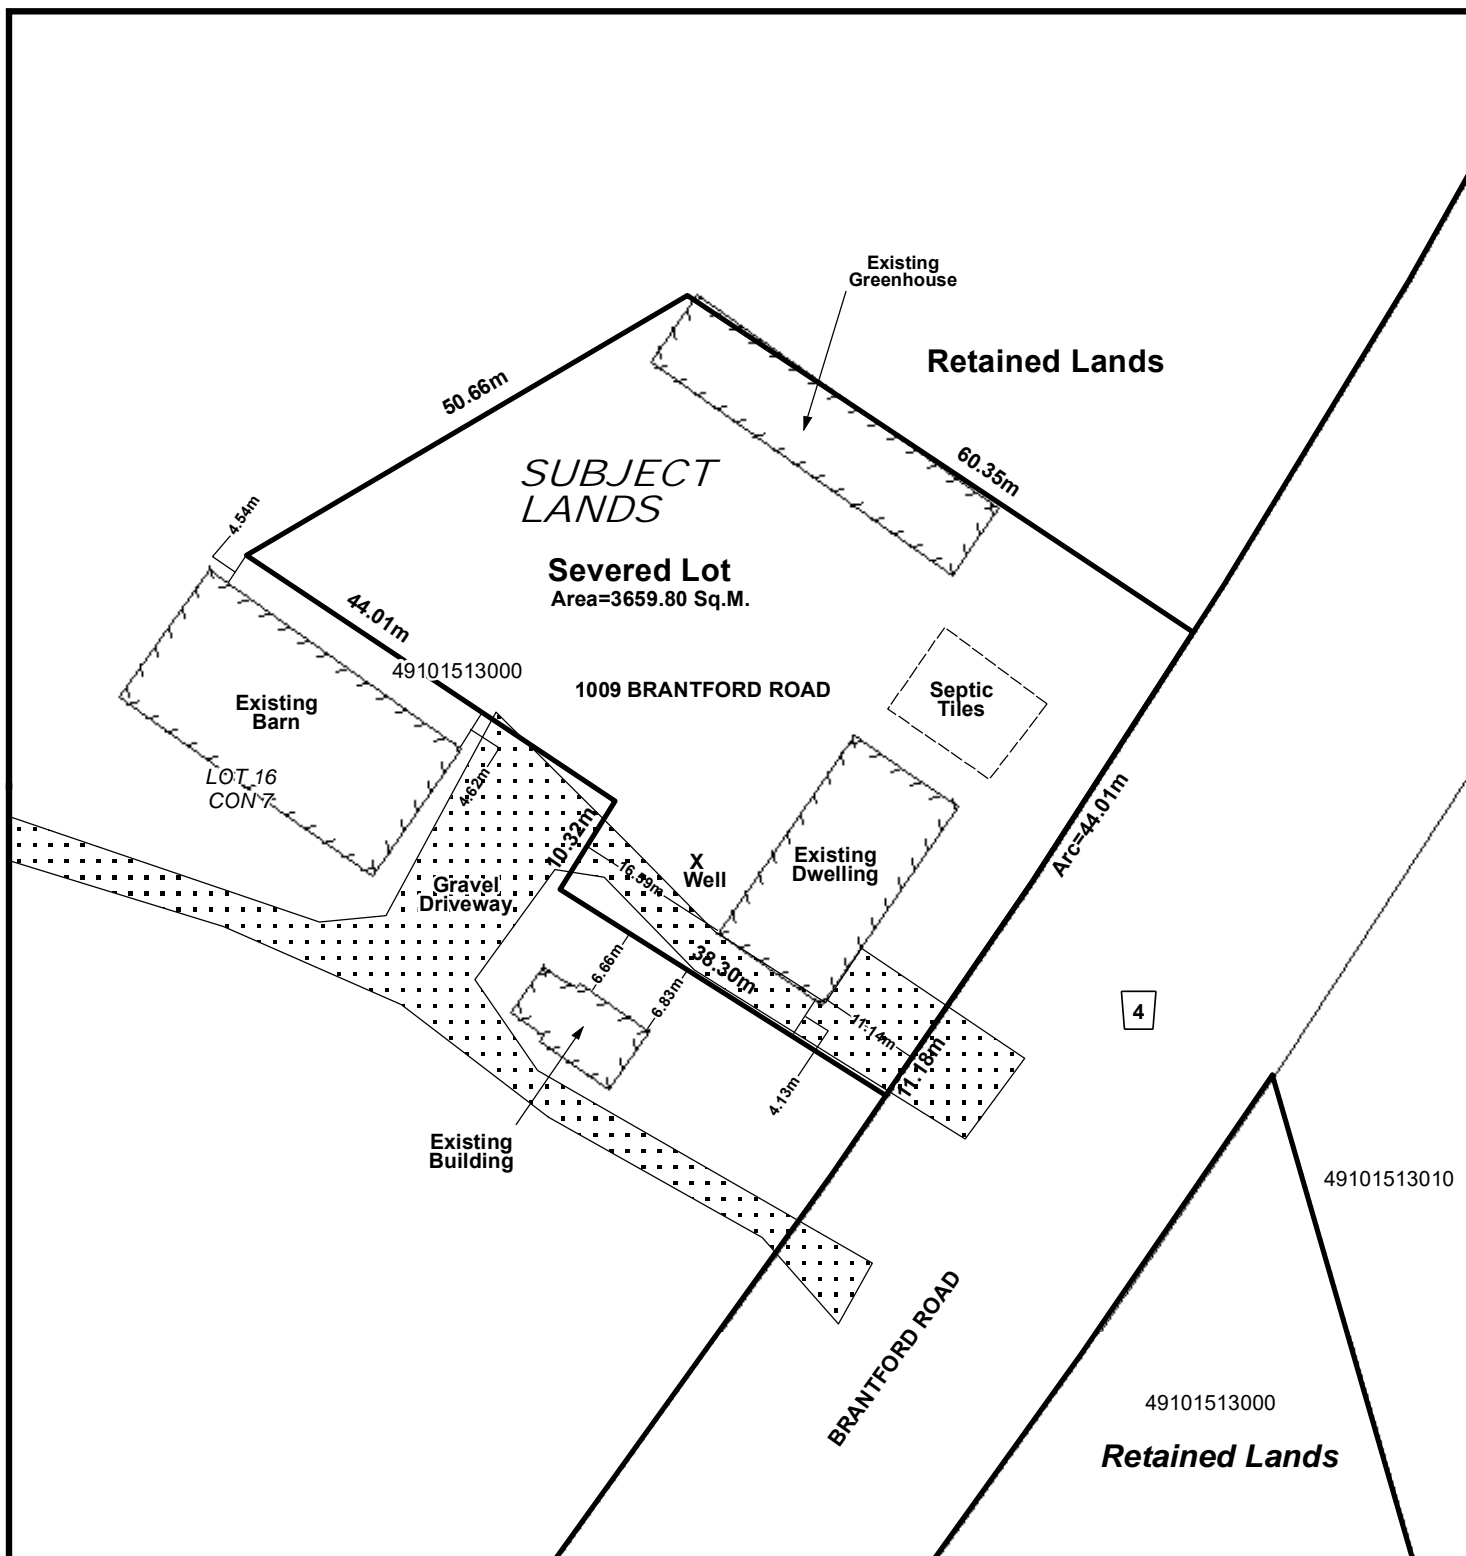 Existing
Greenhouse
Retained Lands
50.66m
60.35m
SUBJECT
LANDS
4.54m
Severed Lot
Area=3659.80 Sq.M.
44.01m
49101513000
1009 BRANTFORD ROAD
Septic
Tiles
Existing
Barn
LOT 16
CON 7
4.62m
10.32m
Arc=44.01m
X
Well
16.59m
Existing
Dwelling
Gravel
Driveway
38.30m
6.66m
6.83m
11.14m
11.18m
4.13m
4
Existing
Building
49101513010
BRANTFORD ROAD
49101513000
Retained Lands